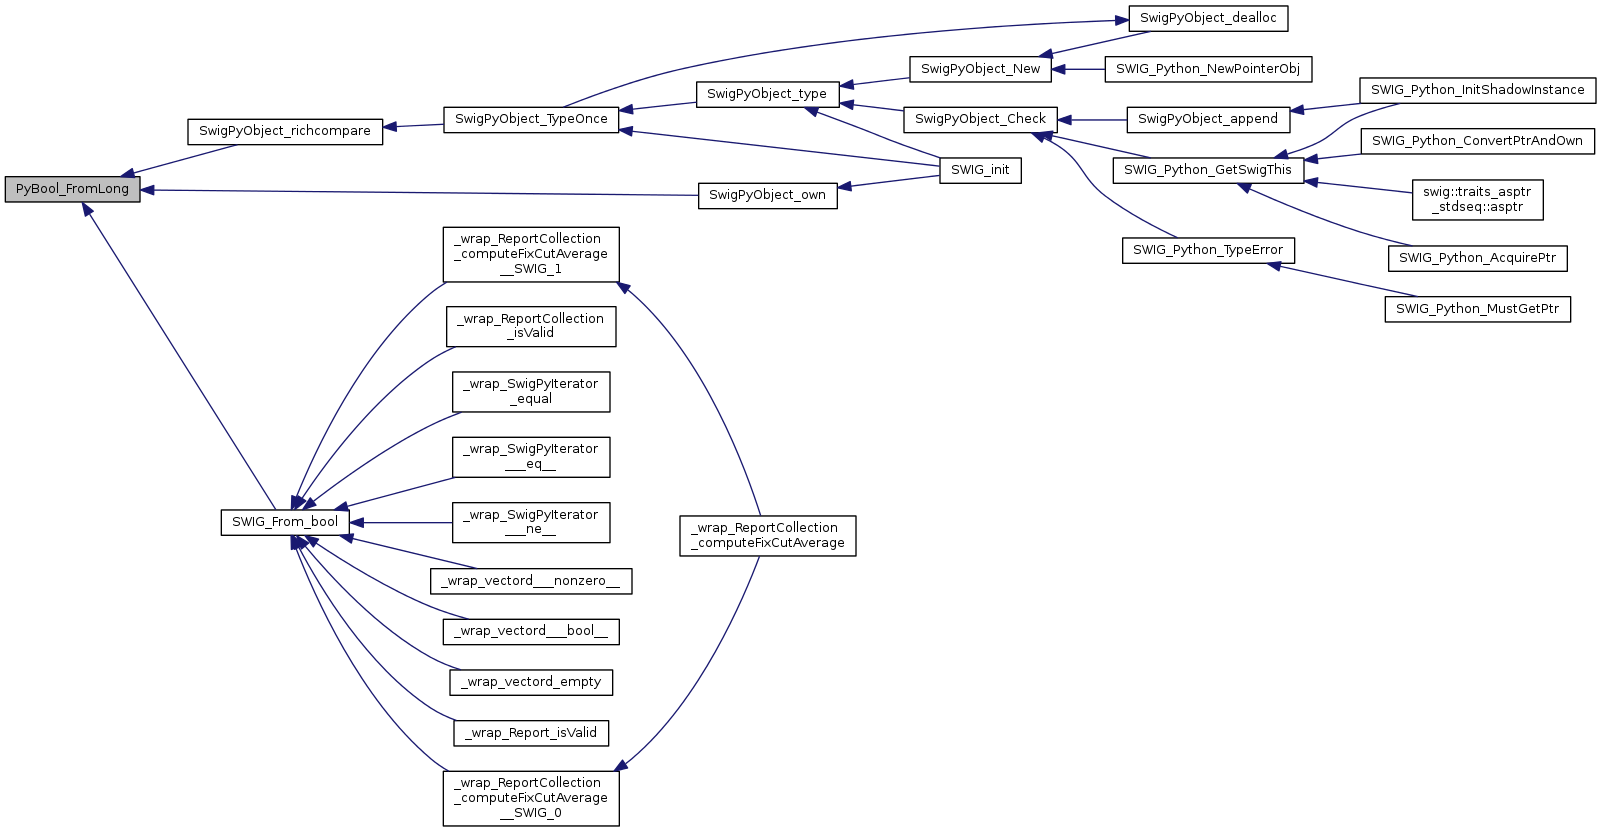 PyBool_FromLong
SwigPyObject_richcompare
SwigPyObject_TypeOnce
SwigPyObject_type
SwigPyObject_New
SwigPyObject_dealloc
SWIG_Python_NewPointerObj
SwigPyObject_Check
SwigPyObject_append
SWIG_Python_InitShadowInstance
SWIG_Python_GetSwigThis
SWIG_Python_ConvertPtrAndOwn
swig::traits_asptr
_stdseq::asptr
SWIG_Python_AcquirePtr
SWIG_Python_TypeError
SWIG_Python_MustGetPtr
SWIG_init
SwigPyObject_own
SWIG_From_bool
_wrap_ReportCollection
_computeFixCutAverage
__SWIG_1
_wrap_ReportCollection
_isValid
_wrap_SwigPyIterator
_equal
_wrap_SwigPyIterator
___eq__
_wrap_SwigPyIterator
___ne__
_wrap_vectord___nonzero__
_wrap_vectord___bool__
_wrap_vectord_empty
_wrap_Report_isValid
_wrap_ReportCollection
_computeFixCutAverage
__SWIG_0
_wrap_ReportCollection
_computeFixCutAverage